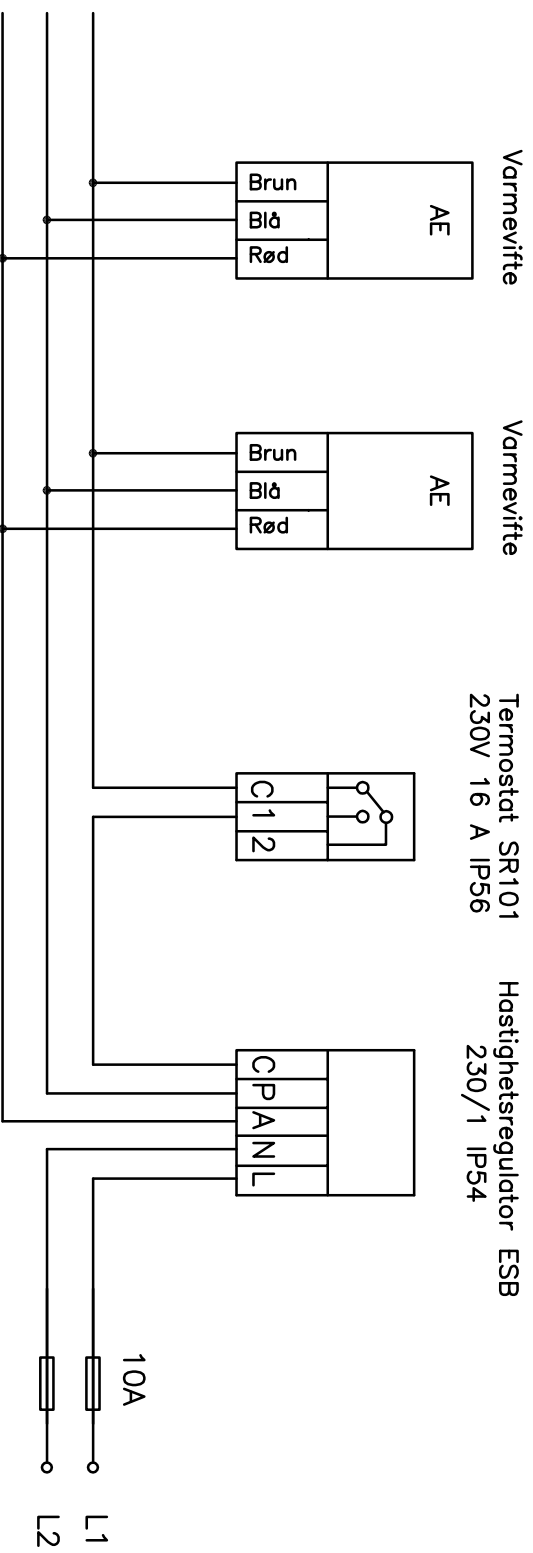 Varmevifte
AE
Brun
Blå
Rød
Varmevifte
AE
Brun
Blå
Rød
Termostat SR101
230V 16 A IP56
C
1
2
Hastighetsregulator ESB
230/1 IP54
C
P
A
N
L
10A
L1
L2